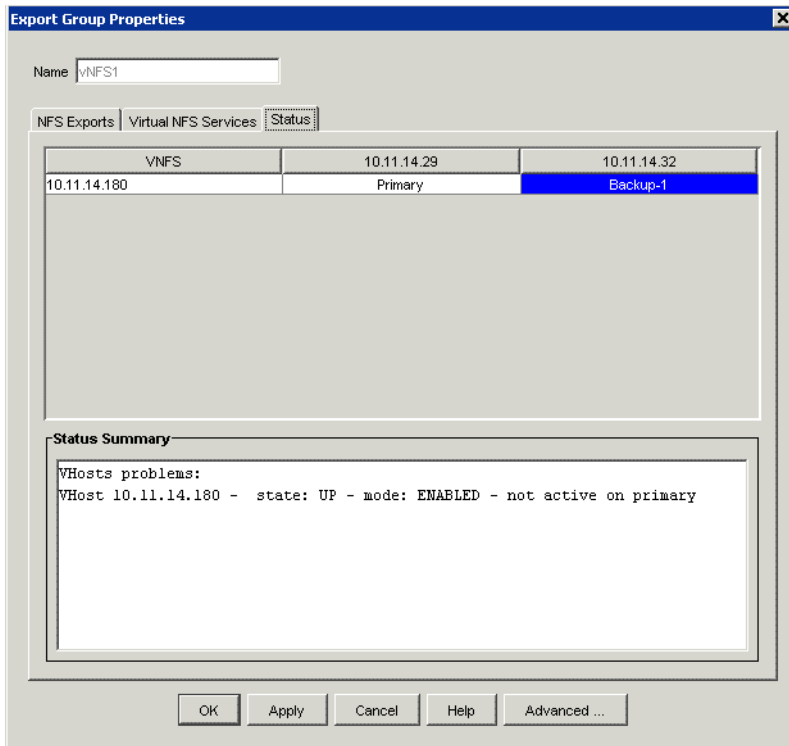 Export Group Properties
Name vNFS1
NFS Exports Virtual NFS Services Status
VNFS 10.11.14.29 10.11.14.32
10.11.14.180 Primary Backup-1
Status Summary
VHosts problems:
VHost 10.11.14.180 - state: UP - mode: ENABLED - not active on primary
OK Apply Cancel Help Advanced ...